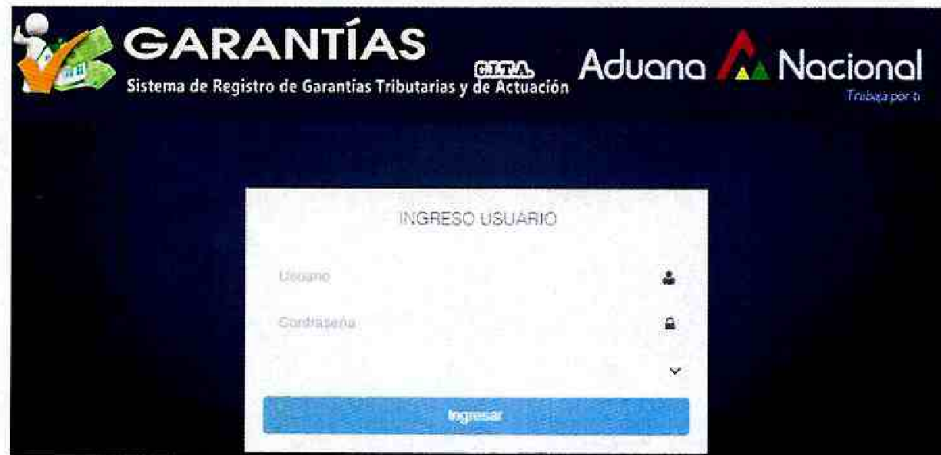 GARANTÍAS
Sistema de Registro de Garantías Tributarias y de Actuación
Aduana Nacional
Trabaja por ti
INGRESO USUARIO
Usuario
Contraseña
Ingresar